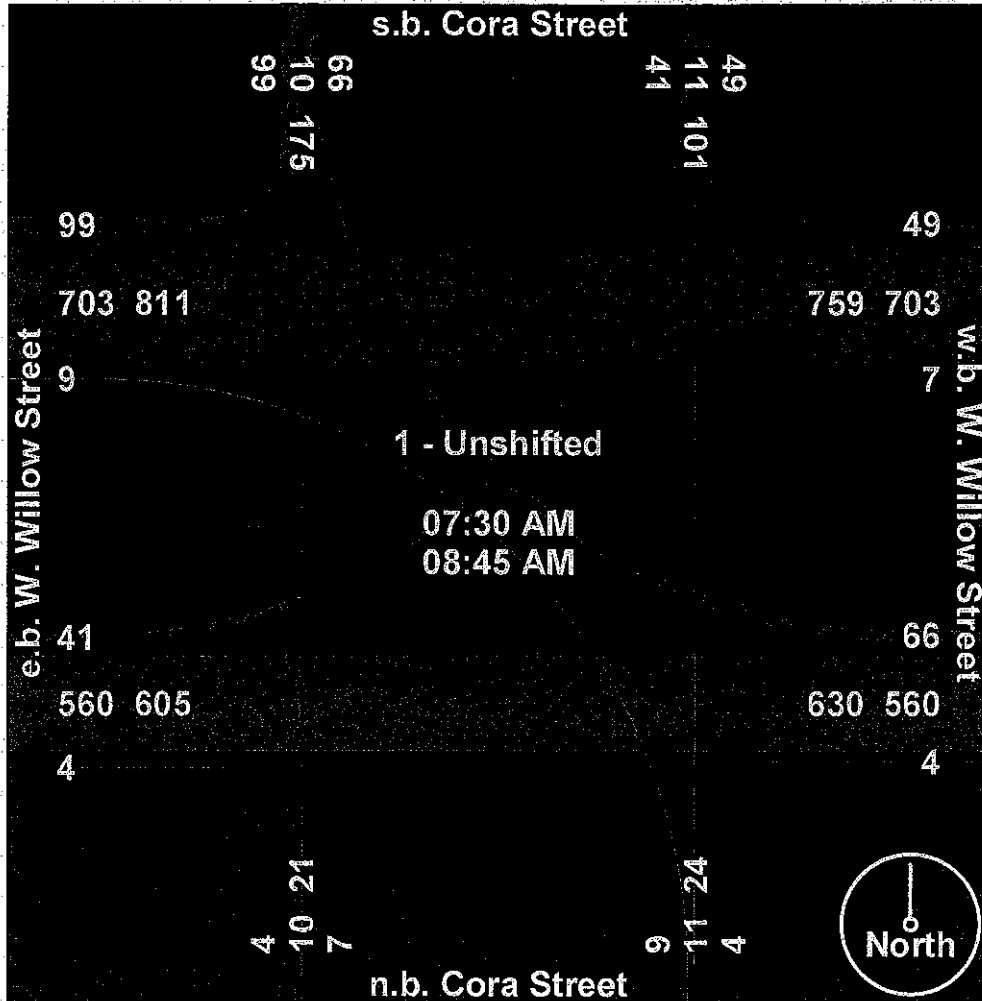 s.b. Cora Street
99 10 66
175
41 11 49
101
99
49
703 811
759 703
9
7
e.b. W. Willow Street
w.b. W. Willow Street
1 - Unshifted
07:30 AM
08:45 AM
41
66
560 605
630 560
4
4
21
4 10 7
24
9 11 4
North
n.b. Cora Street